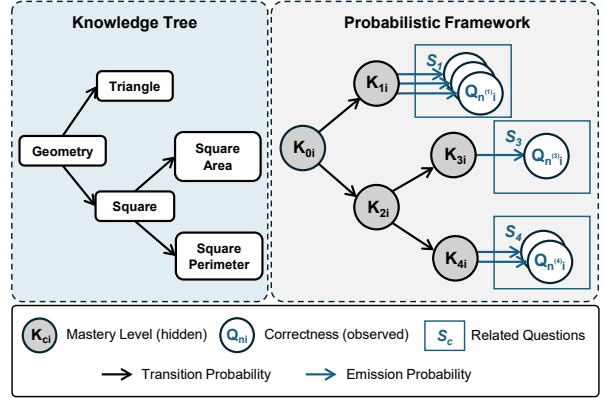 Knowledge Tree
Triangle
Geometry
Square
Area
Square
Square
Perimeter
Probabilistic Framework
S₁
K₁ᵢ
Qₙ₍₁₎ᵢ
K₀ᵢ
S₃
K₃ᵢ
Qₙ₍₃₎ᵢ
K₂ᵢ
S₄
K₄ᵢ
Qₙ₍₄₎ᵢ
Kci Mastery Level (hidden) Qni Correctness (observed) Sc Related Questions
Transition Probability Emission Probability